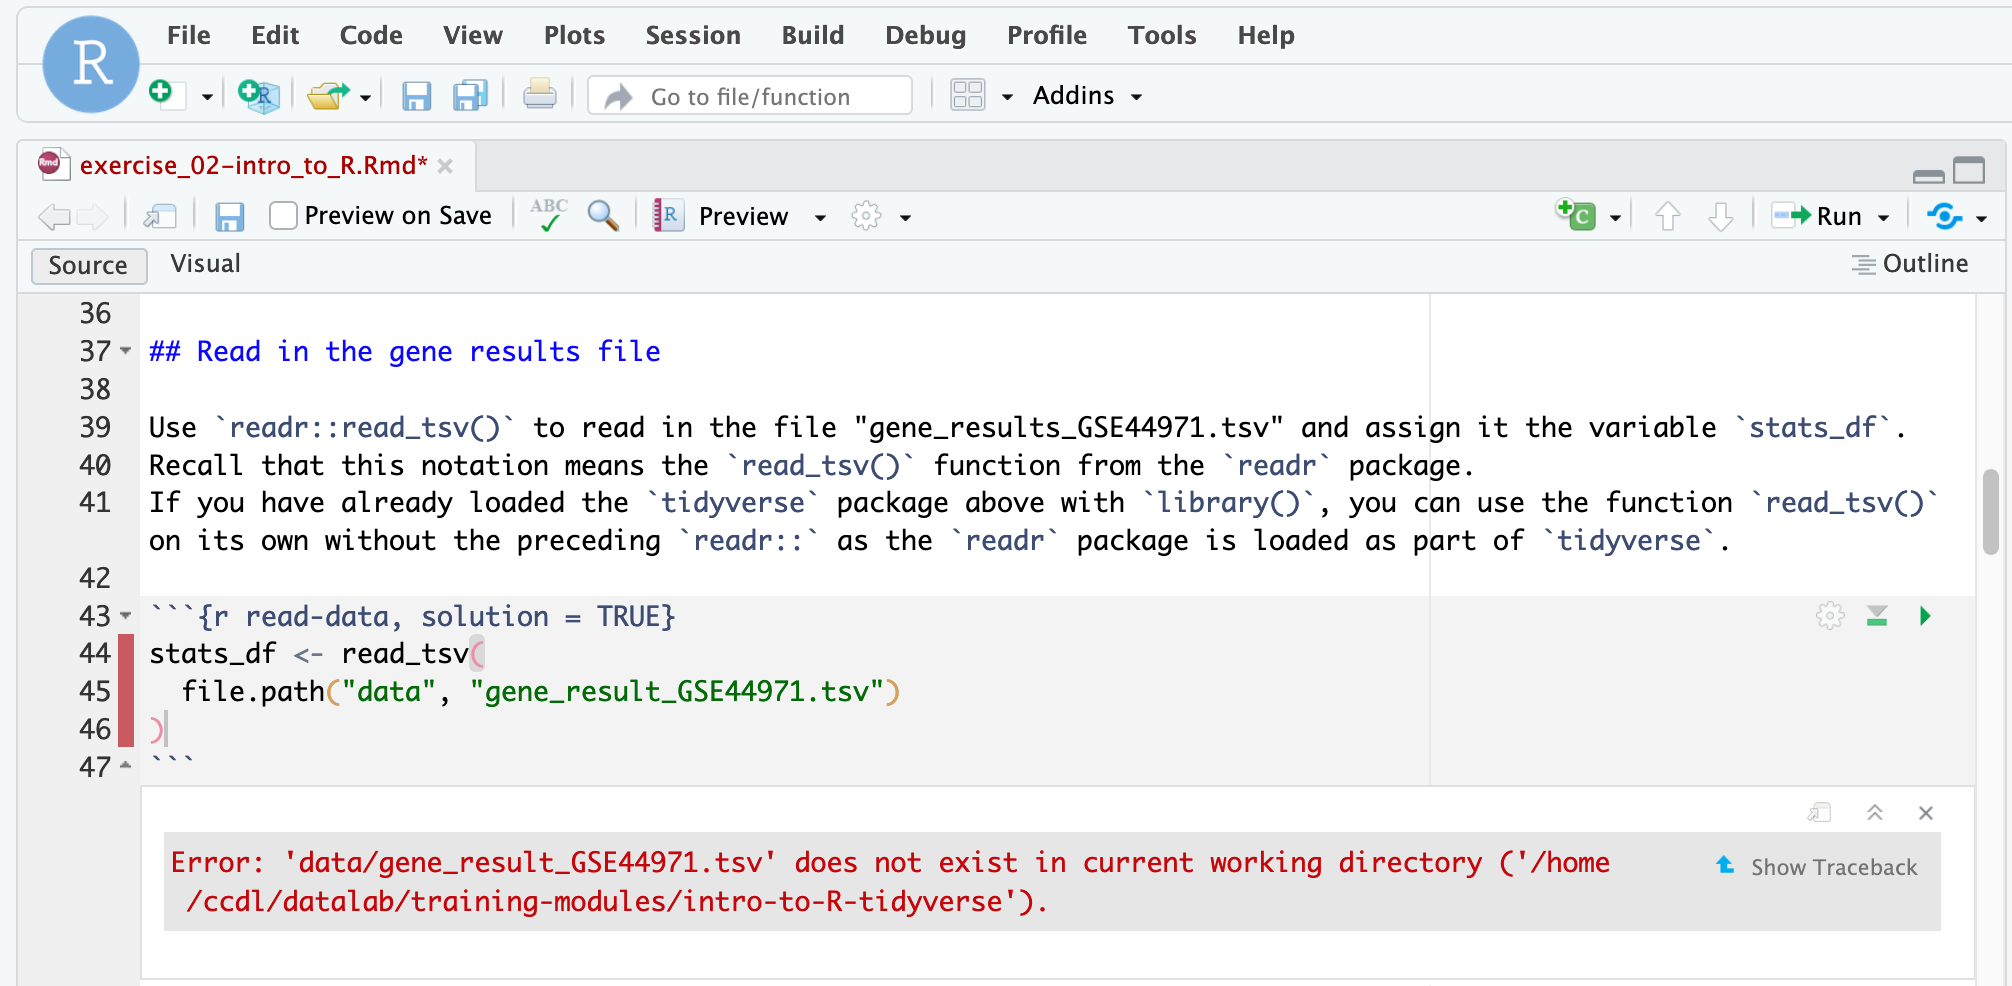 R
File Edit Code View Plots Session Build Debug Profile Tools Help
R Go to file/function Addins
Rmd exercise_02-intro_to_R.Rmd*
Preview on Save ABC R Preview C Run
Source Visual Outline
36
37 ## Read in the gene results file
38
39 Use `readr::read_tsv()` to read in the file "gene_results_GSE44971.tsv" and assign it the variable `stats_df`.
40 Recall that this notation means the `read_tsv()` function from the `readr` package.
41 If you have already loaded the `tidyverse` package above with `library()`, you can use the function `read_tsv()`
on its own without the preceding `readr::` as the `readr` package is loaded as part of `tidyverse`.
42
43 ```{r read-data, solution = TRUE}
44 stats_df <- read_tsv(
45   file.path("data", "gene_result_GSE44971.tsv")
46 )
47 ```
Error: 'data/gene_result_GSE44971.tsv' does not exist in current working directory ('/home
/ccdl/datalab/training-modules/intro-to-R-tidyverse').
Show Traceback